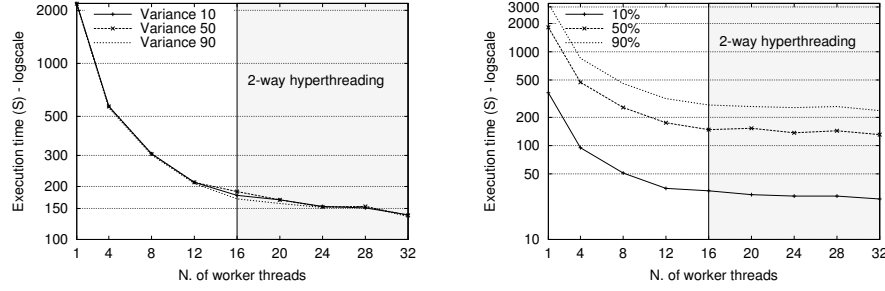 2000
1000
500
300
200
150
100
Execution time (S) - logscale
Variance 10
Variance 50
Variance 90
2-way hyperthreading
1 4 8 12 16 20 24 28 32
N. of worker threads
3000
2000
1000
500
200
100
50
10
Execution time (S) - logscale
10%
50%
90%
2-way hyperthreading
1 4 8 12 16 20 24 28 32
N. of worker threads